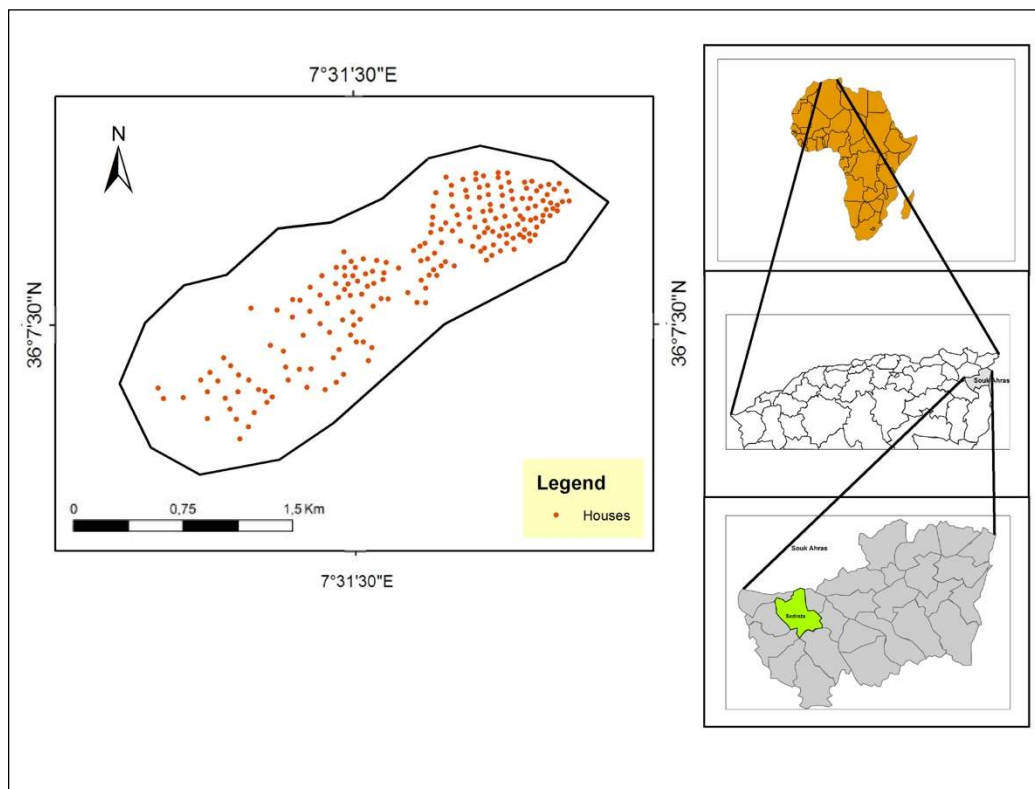 7°31'30"E
N
36°7'30"N
36°7'30"N
Legend
Houses
0 0,75 1,5 Km
7°31'30"E
Souk Ahras
Souk Ahras
Sedrata